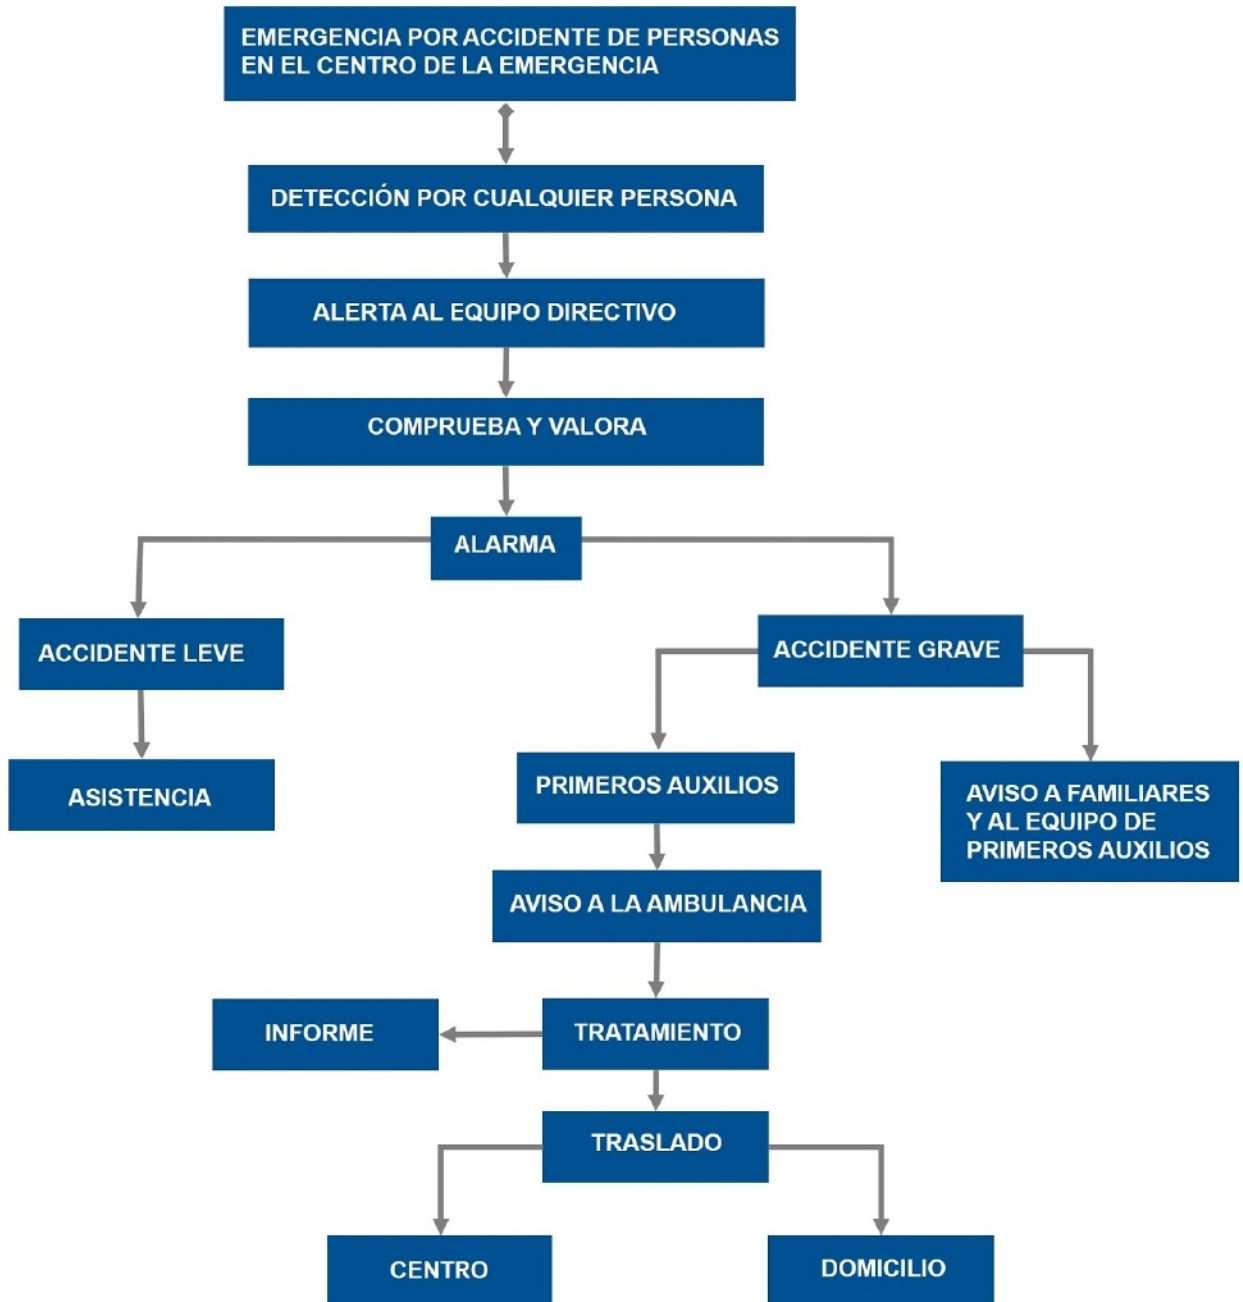 EMERGENCIA POR ACCIDENTE DE PERSONAS
EN EL CENTRO DE LA EMERGENCIA
DETECCIÓN POR CUALQUIER PERSONA
ALERTA AL EQUIPO DIRECTIVO
COMPRUEBA Y VALORA
ALARMA
ACCIDENTE LEVE
ACCIDENTE GRAVE
ASISTENCIA
PRIMEROS AUXILIOS
AVISO A FAMILIARES
Y AL EQUIPO DE
PRIMEROS AUXILIOS
AVISO A LA AMBULANCIA
INFORME
TRATAMIENTO
TRASLADO
CENTRO
DOMICILIO